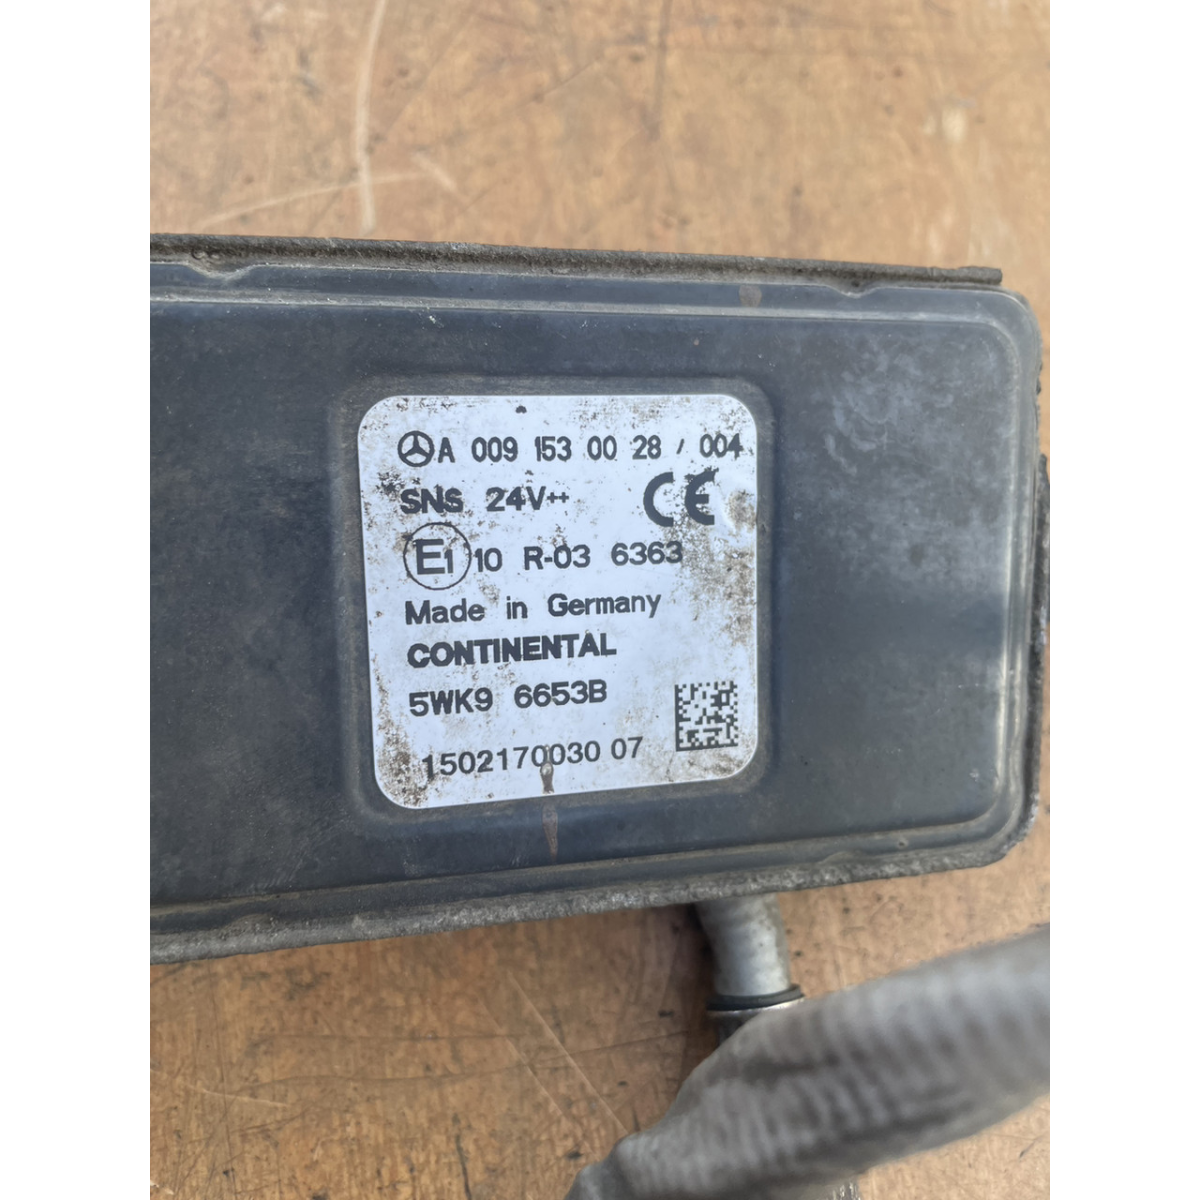 A 009 153 00 28 / 004
SNS 24V++
CE
E1 10 R-03 6363
Made in Germany
CONTINENTAL
5WK9 6653B
1502170030 07